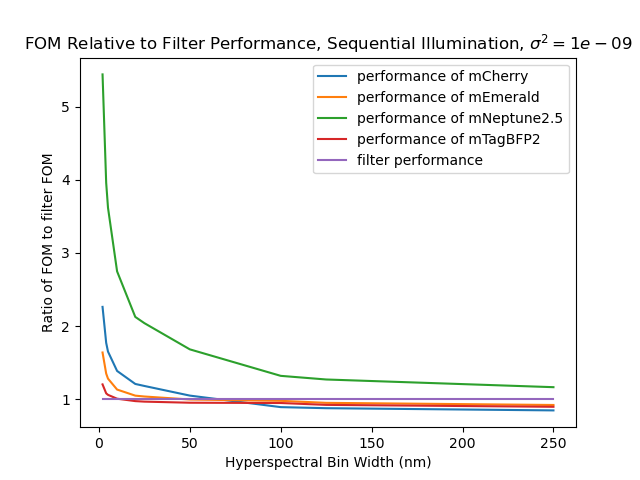 FOM Relative to Filter Performance, Sequential Illumination, σ² = 1e − 09
performance of mCherry
performance of mEmerald
performance of mNeptune2.5
performance of mTagBFP2
filter performance
Ratio of FOM to filter FOM
5
4
3
2
1
0 50 100 150 200 250
Hyperspectral Bin Width (nm)